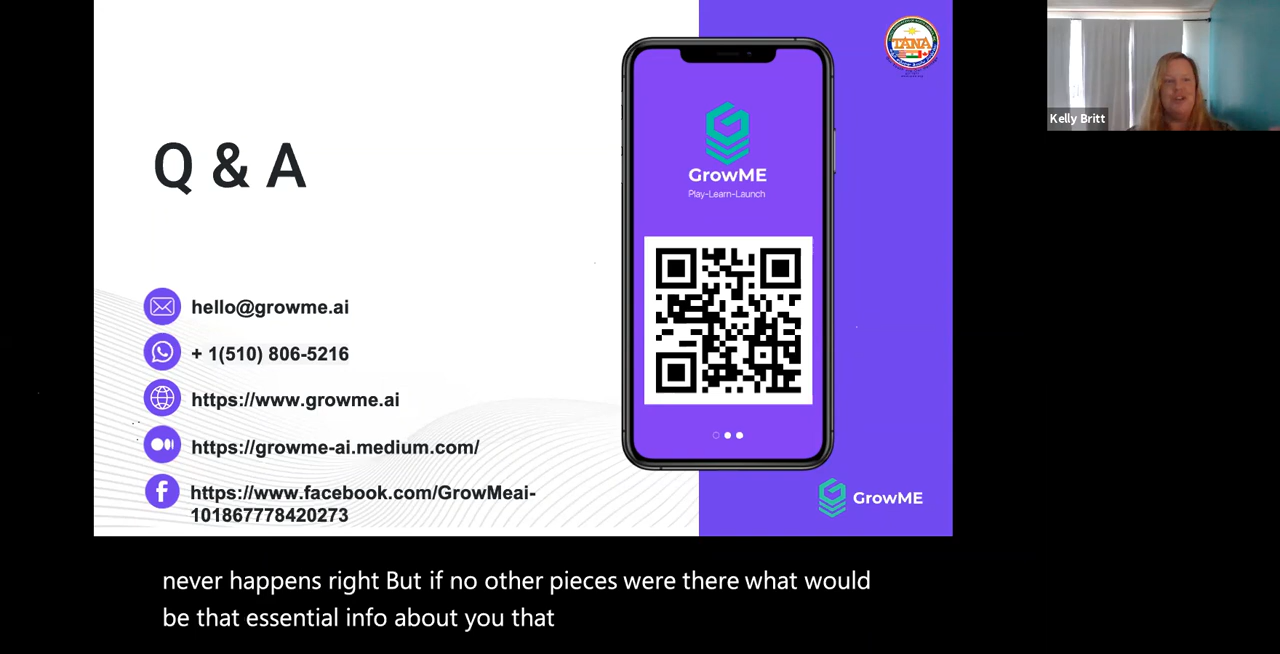 Q & A
hello@growme.ai
+ 1(510) 806-5216
https://www.growme.ai
https://growme-ai.medium.com/
https://www.facebook.com/GrowMeai-
101867778420273
GrowME
Play-Learn-Launch
TANA
GrowME
Kelly Britt
never happens right But if no other pieces were there what would
be that essential info about you that